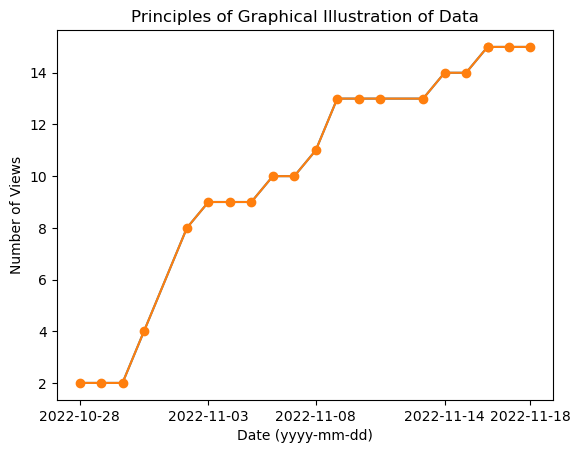 Principles of Graphical Illustration of Data
Number of Views
14
12
10
8
6
4
2
2022-10-28 2022-11-03 2022-11-08 2022-11-14 2022-11-18
Date (yyyy-mm-dd)